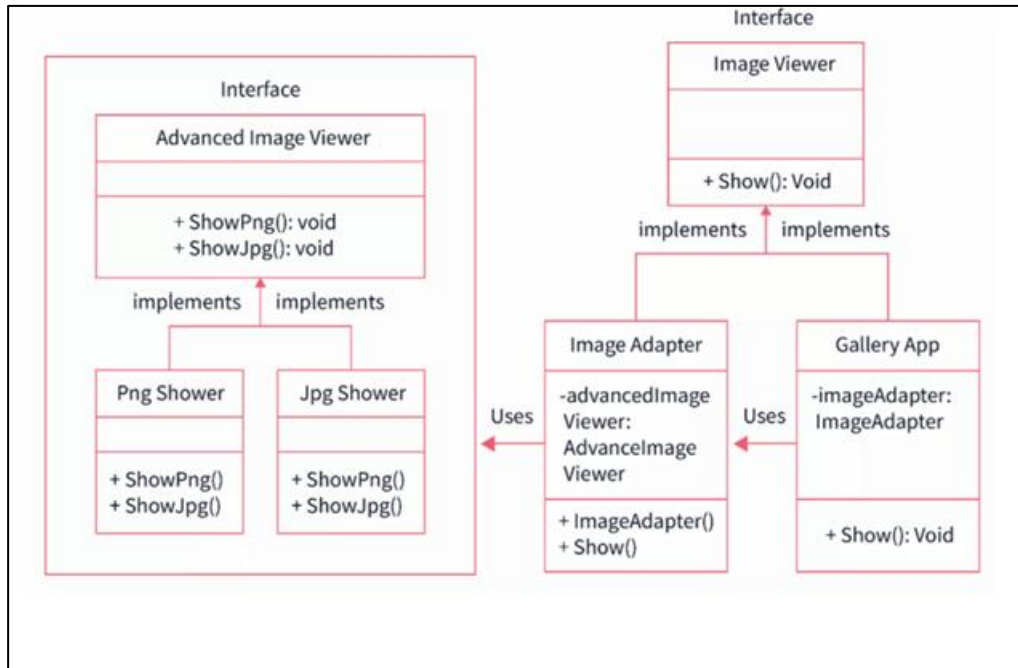 Interface
Advanced Image Viewer
+ ShowPng(): void
+ ShowJpg(): void
implements
implements
Png Shower
+ ShowPng()
+ ShowJpg()
Jpg Shower
+ ShowPng()
+ ShowJpg()
Interface
Image Viewer
+ Show(): Void
implements
implements
Uses
Image Adapter
-advancedImage
Viewer:
AdvanceImage
Viewer
+ ImageAdapter()
+ Show()
Uses
Gallery App
-imageAdapter:
ImageAdapter
+ Show(): Void